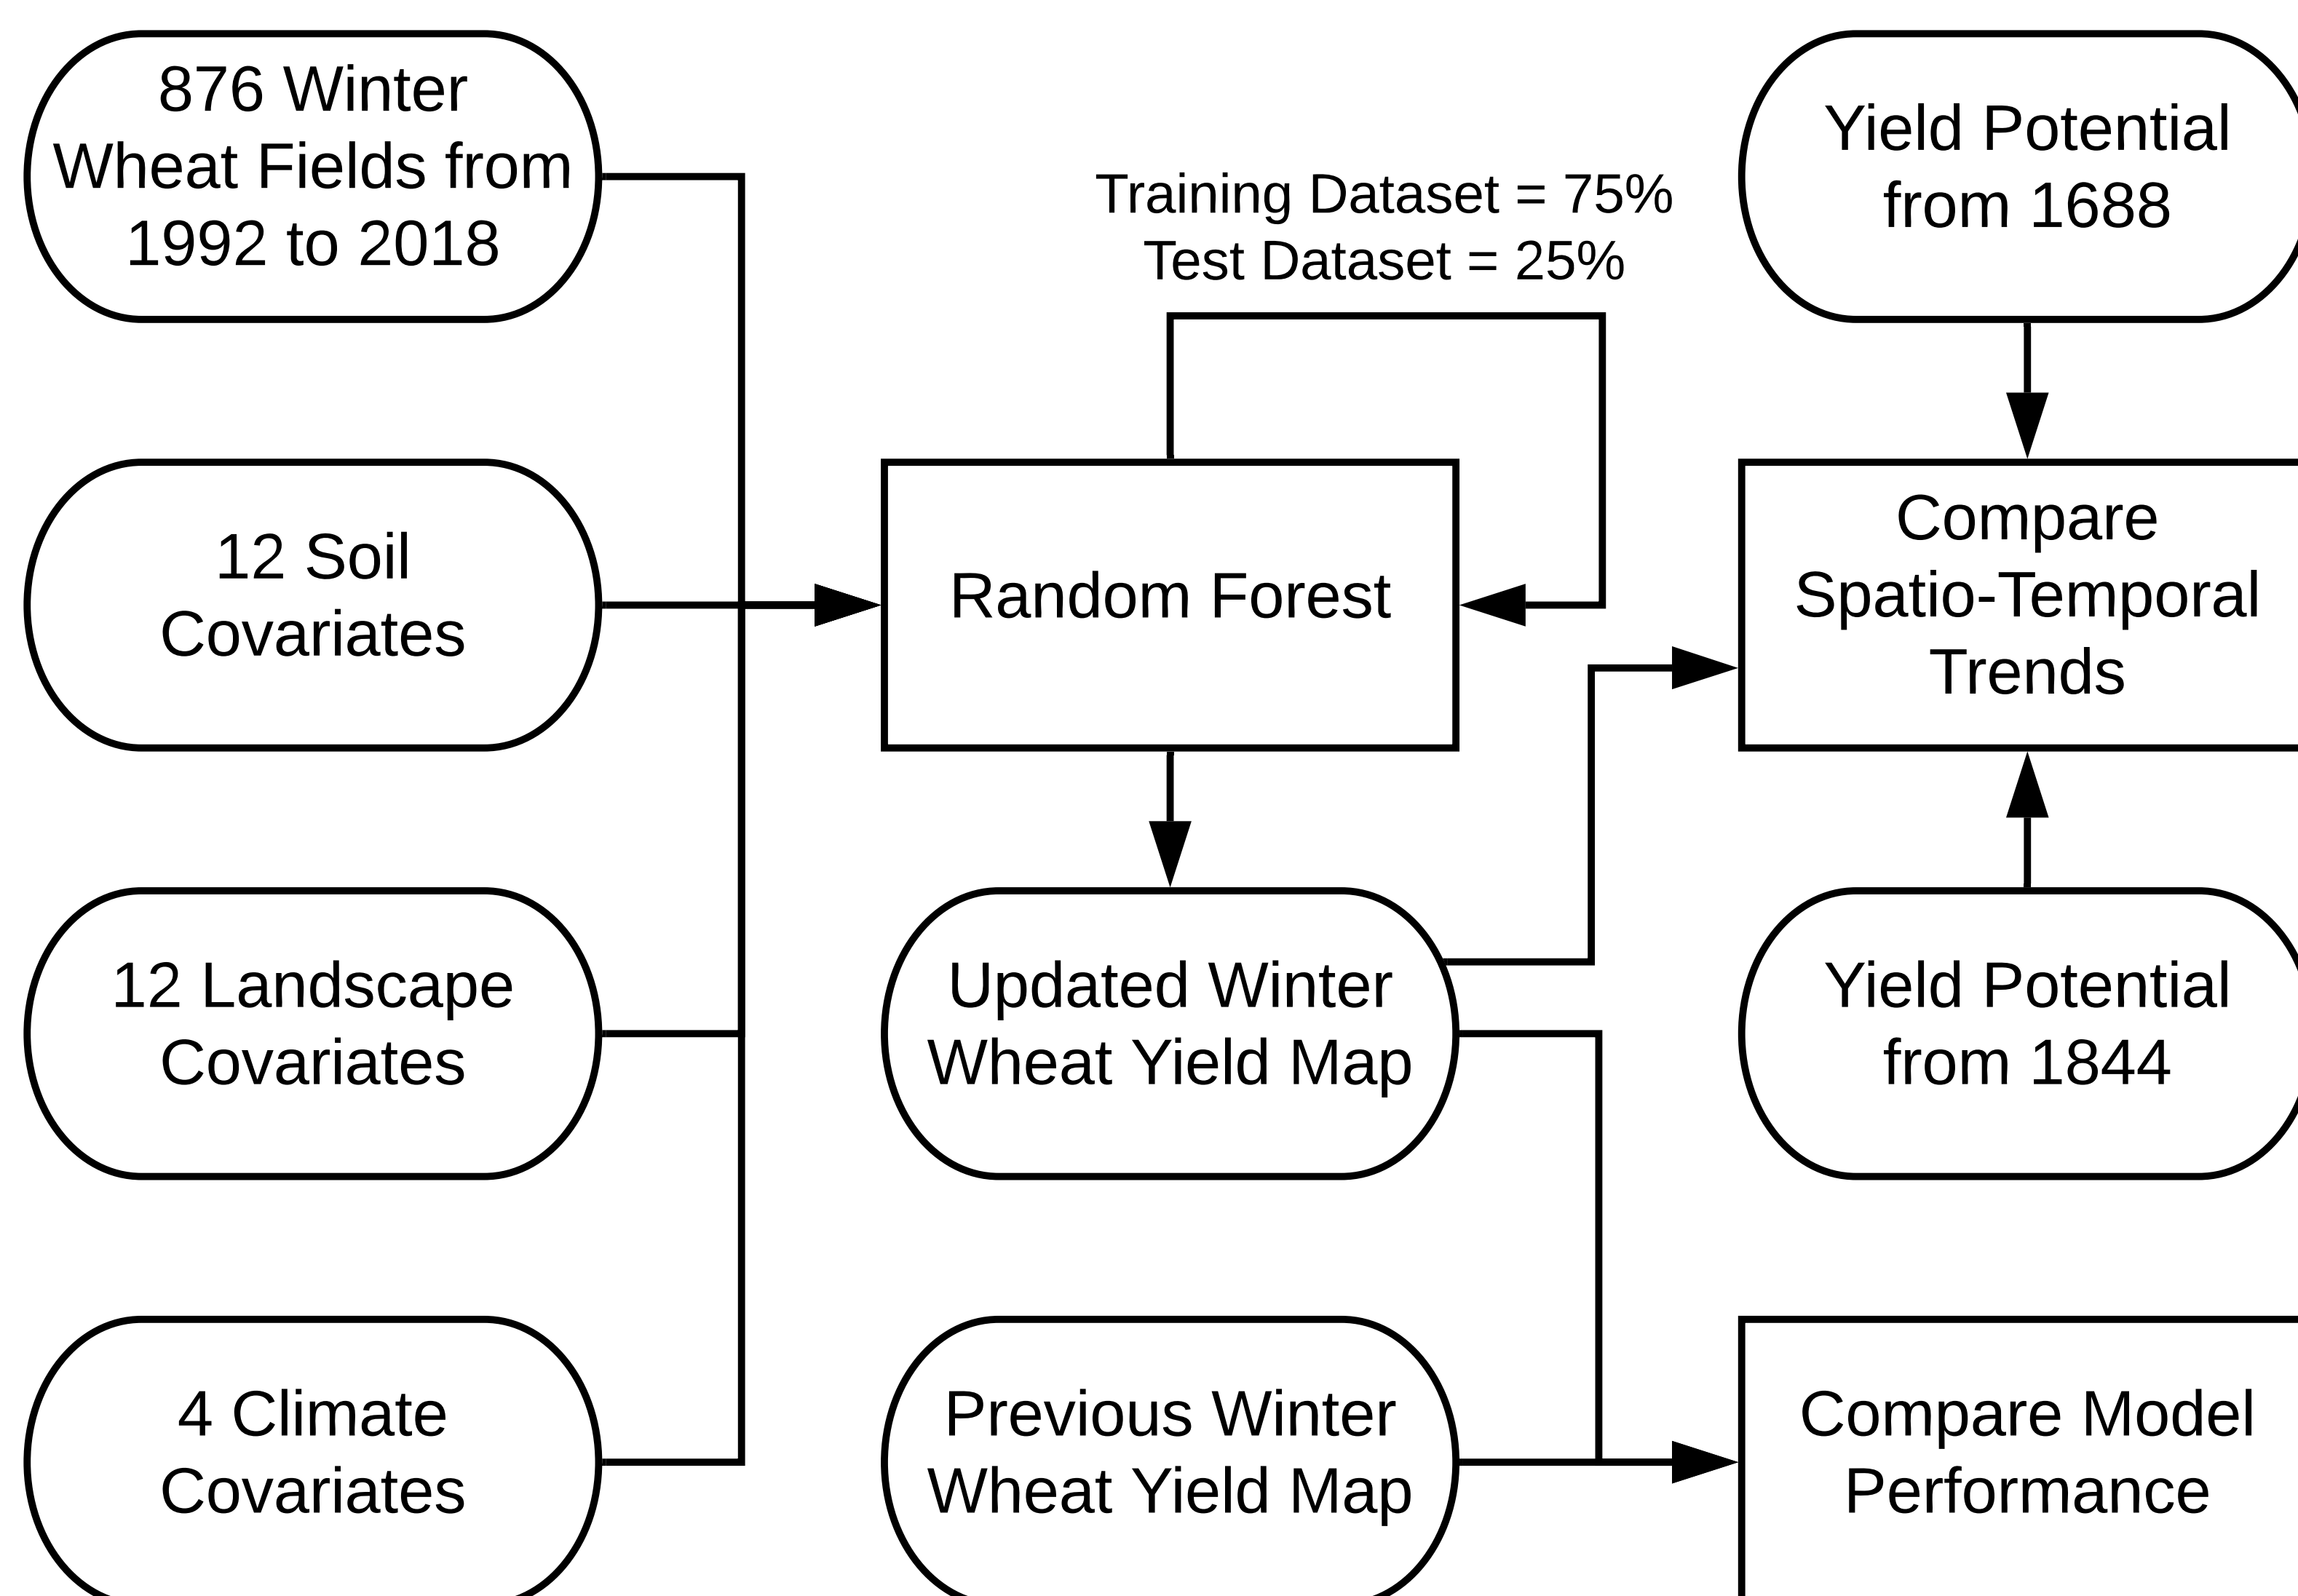 876 Winter
Wheat Fields from
1992 to 2018
12 Soil
Covariates
12 Landscape
Covariates
4 Climate
Covariates
Training Dataset = 75%
Test Dataset = 25%
Random Forest
Updated Winter
Wheat Yield Map
Previous Winter
Wheat Yield Map
Yield Potential
from 1688
Compare
Spatio-Temporal
Trends
Yield Potential
from 1844
Compare Model
Performance